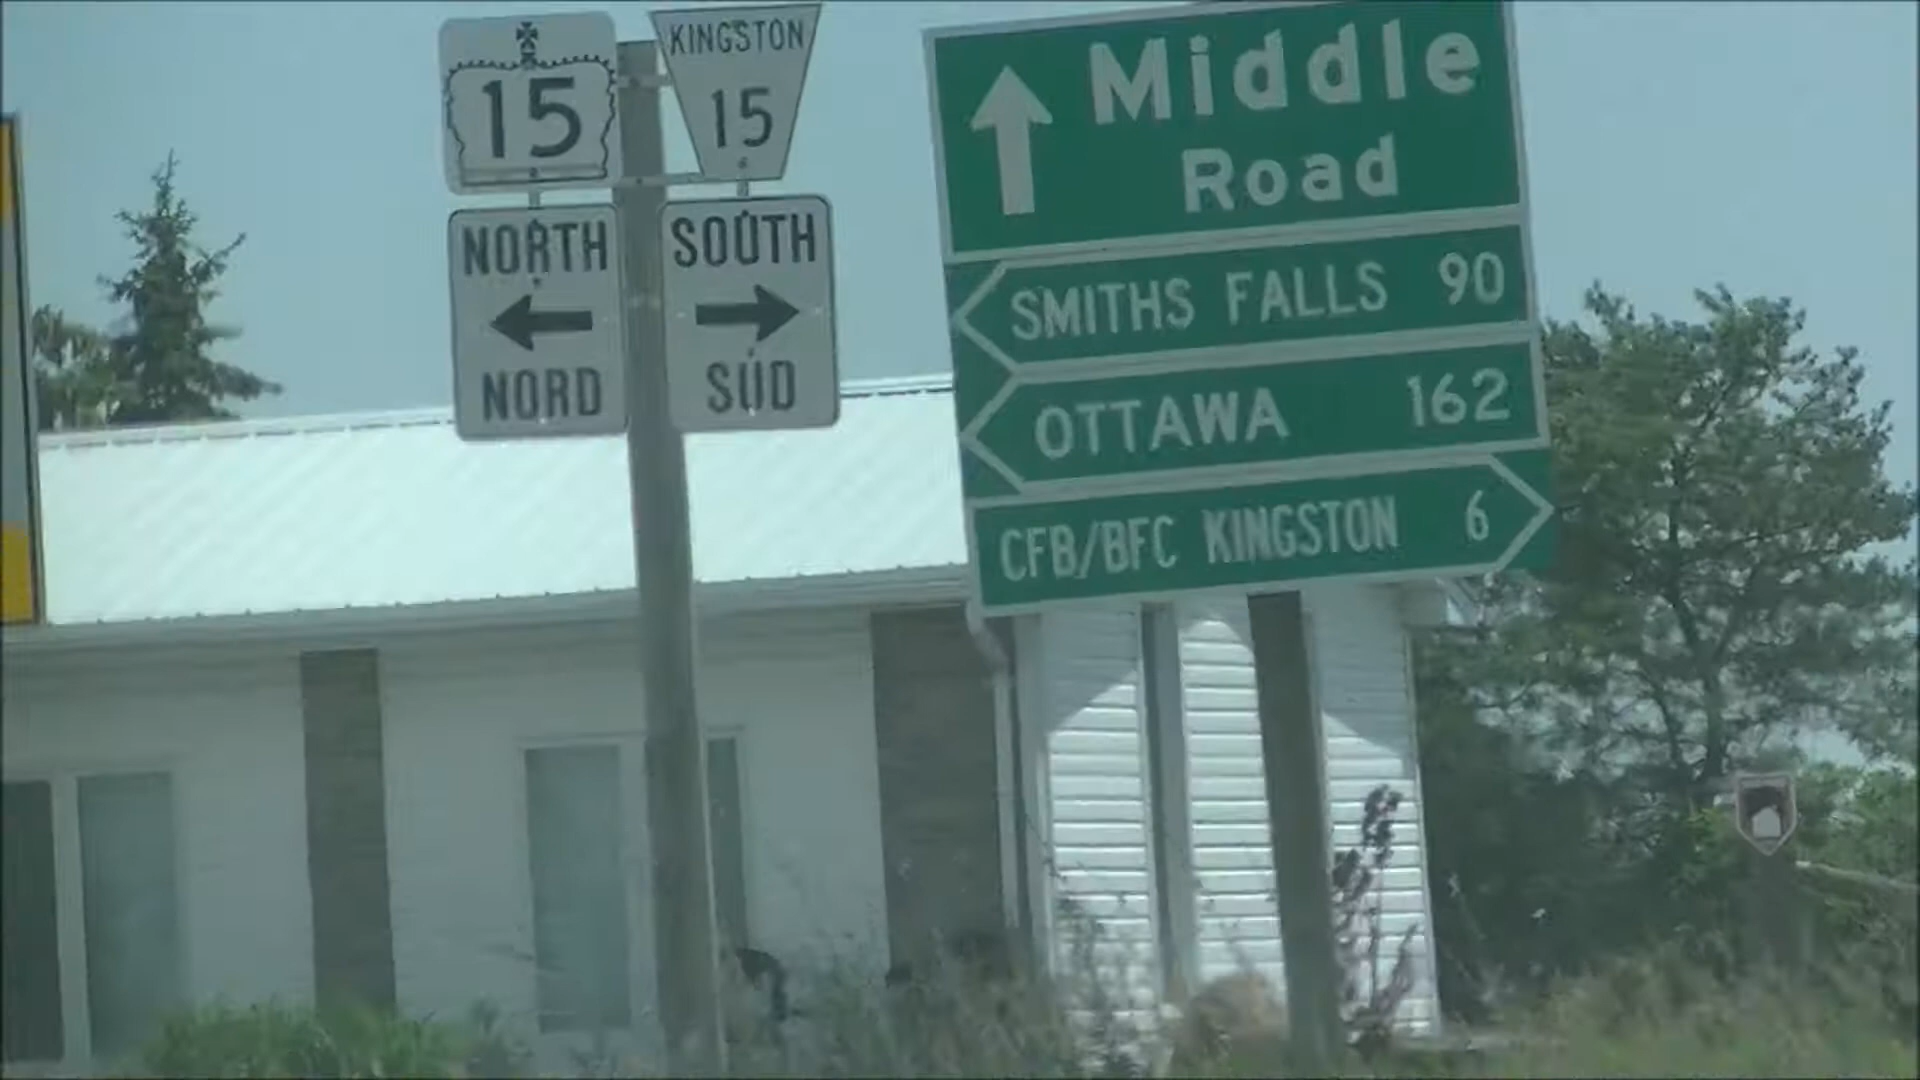 15
NORTH
NORD
KINGSTON
15
SOUTH
SUD
Middle
Road
SMITHS FALLS 90
OTTAWA 162
CFB/BFC KINGSTON 6